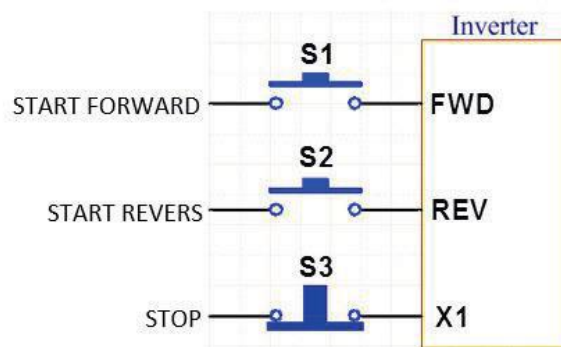 Inverter
S1
START FORWARD
FWD
S2
START REVERS
REV
S3
STOP
X1